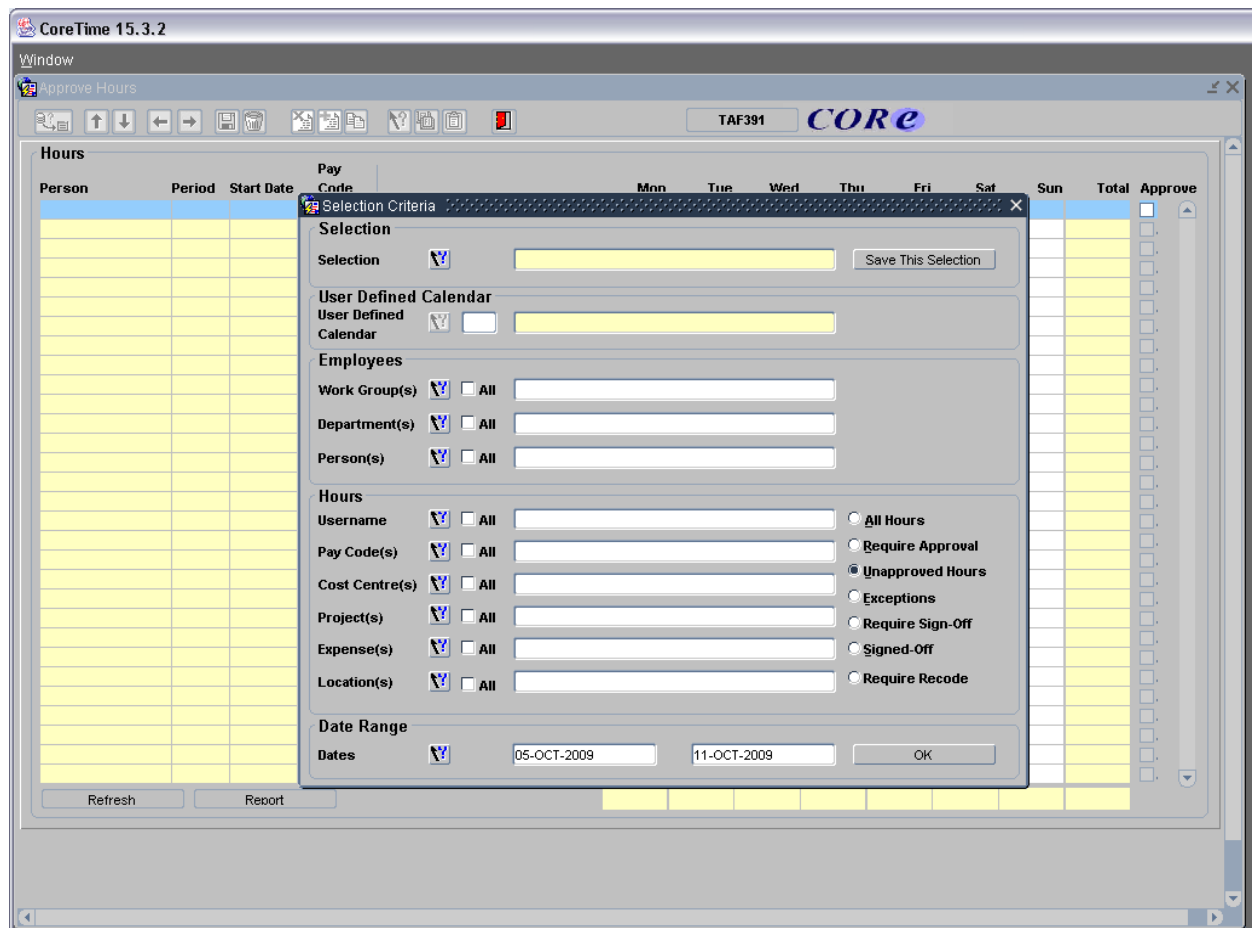 CoreTime 15.3.2
Window
Approve Hours
TAF391 CORe
Hours
Person Period Start Date Pay Code Mon Tue Wed Thu Fri Sat Sun Total Approve
Selection Criteria
Selection
Selection Save This Selection
User Defined Calendar
User Defined
Calendar
Employees
Work Group(s) All
Department(s) All
Person(s) All
Hours
Username All All Hours
Pay Code(s) All Require Approval
Cost Centre(s) All Unapproved Hours
Exceptions
Project(s) All Require Sign-Off
Expense(s) All Signed-Off
Location(s) All Require Recode
Date Range
Dates 05-OCT-2009 11-OCT-2009 OK
Refresh Report